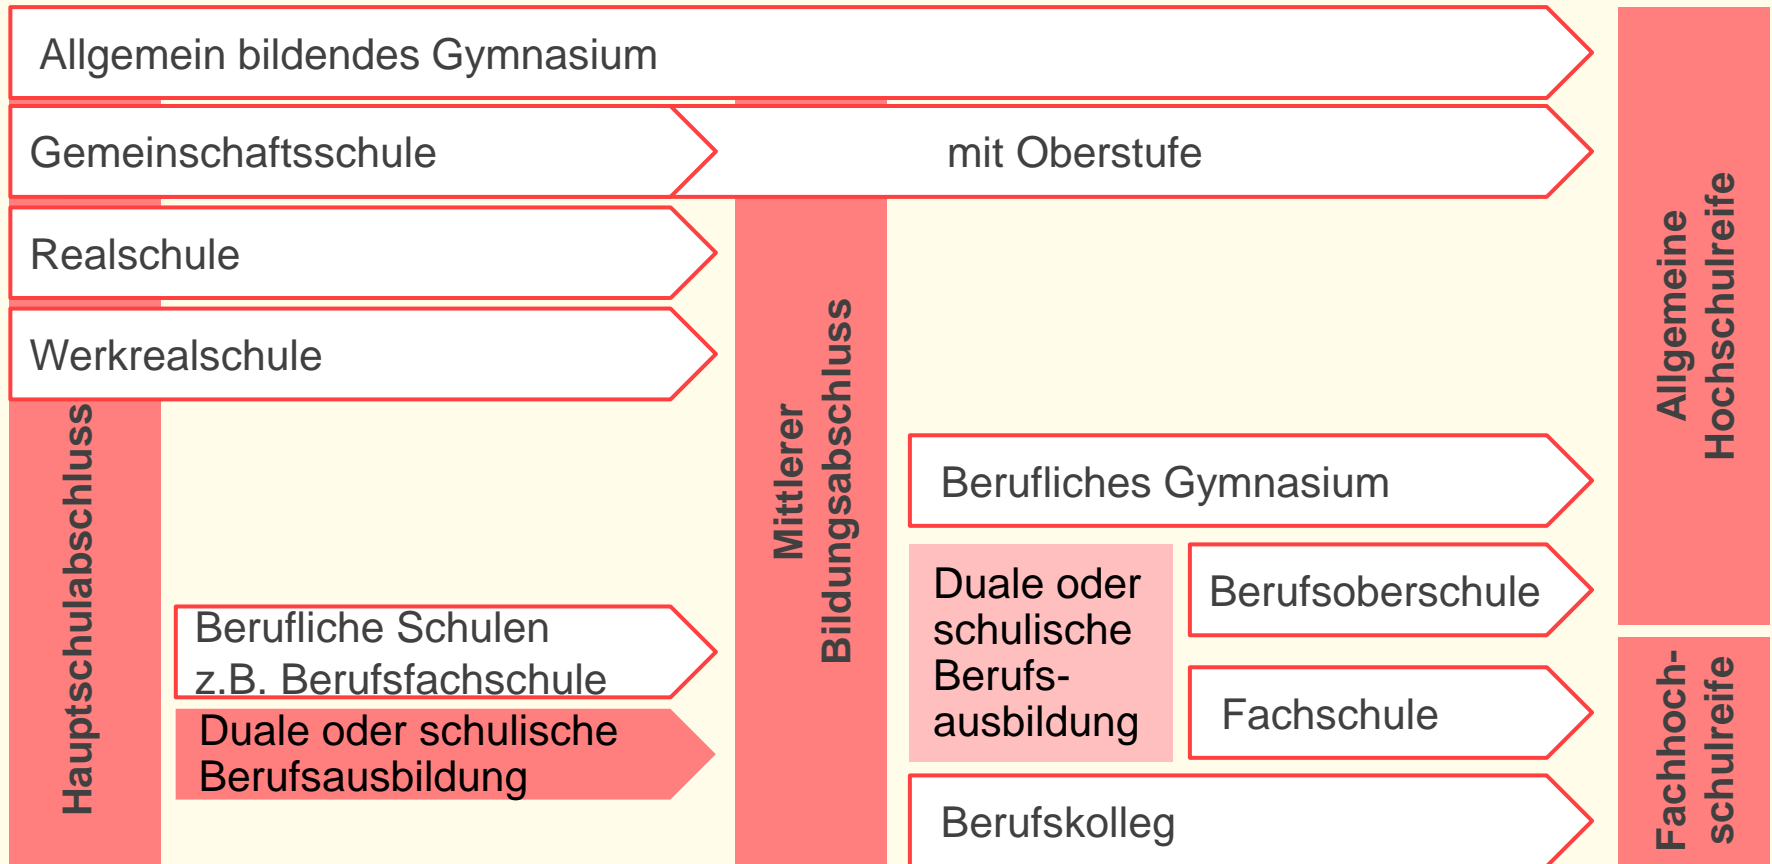 Allgemein bildendes Gymnasium
Gemeinschaftsschule
mit Oberstufe
Realschule
Werkrealschule
Hauptschulabschluss
Berufliche Schulen
z.B. Berufsfachschule
Duale oder schulische
Berufsausbildung
Mittlerer
Bildungsabschluss
Berufliches Gymnasium
Duale oder
schulische
Berufs-
ausbildung
Berufsoberschule
Fachschule
Berufskolleg
Allgemeine
Hochschulreife
Fachhoch-
schulreife